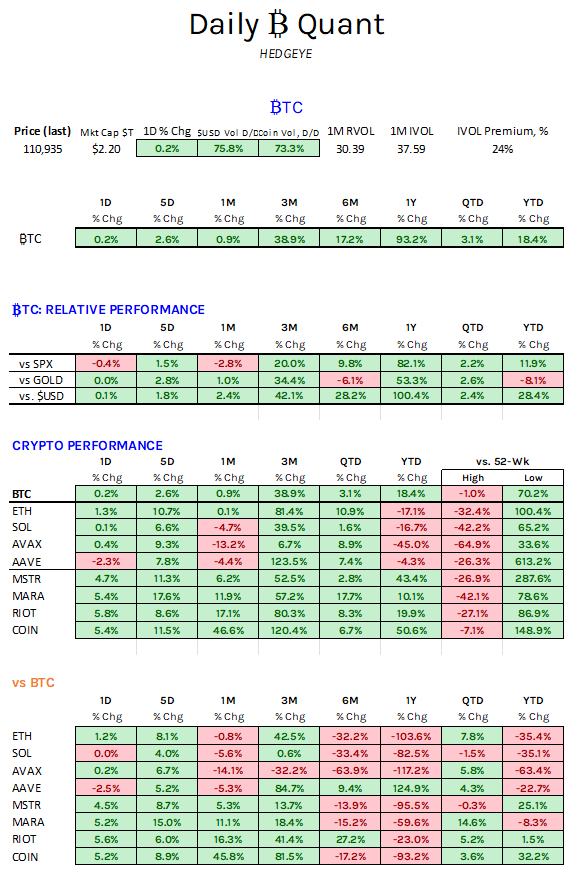 Daily ₿ Quant
HEDGEYE
₿TC
Price (last) Mkt Cap $T 1D % Chg $USD Vol D/D Coin Vol, D/D 1M RVOL 1M IVOL IVOL Premium, %
110,935 $2.20 0.2% 75.8% 73.3% 30.39 37.59 24%
1D 5D 1M 3M 6M 1Y QTD YTD
% Chg % Chg % Chg % Chg % Chg % Chg % Chg % Chg
₿TC 0.2% 2.6% 0.9% 38.9% 17.2% 93.2% 3.1% 18.4%
₿TC: RELATIVE PERFORMANCE
1D 5D 1M 3M 6M 1Y QTD YTD
% Chg % Chg % Chg % Chg % Chg % Chg % Chg % Chg
vs SPX -0.4% 1.5% -2.8% 20.0% 9.8% 82.1% 2.2% 11.9%
vs GOLD 0.0% 2.8% 1.0% 34.4% -6.1% 53.3% 2.6% -8.1%
vs. $USD 0.1% 1.8% 2.4% 42.1% 28.2% 100.4% 2.4% 28.4%
CRYPTO PERFORMANCE
1D 5D 1M 3M QTD YTD vs. 52-Wk
% Chg % Chg % Chg % Chg % Chg % Chg High Low
BTC 0.2% 2.6% 0.9% 38.9% 3.1% 18.4% -1.0% 70.2%
ETH 1.3% 10.7% 0.1% 81.4% 10.9% -17.1% -32.4% 100.4%
SOL 0.1% 6.6% -4.7% 39.5% 1.6% -16.7% -42.2% 65.2%
AVAX 0.4% 9.3% -13.2% 6.7% 8.9% -45.0% -64.9% 33.6%
AAVE -2.3% 7.8% -4.4% 123.5% 7.4% -4.3% -26.3% 613.2%
MSTR 4.7% 11.3% 6.2% 52.5% 2.8% 43.4% -26.9% 287.6%
MARA 5.4% 17.6% 11.9% 57.2% 17.7% 10.1% -42.1% 78.6%
RIOT 5.8% 8.6% 17.1% 80.3% 8.3% 19.9% -27.1% 86.9%
COIN 5.4% 11.5% 46.6% 120.4% 6.7% 50.6% -7.1% 148.9%
vs BTC
1D 5D 1M 3M 6M 1Y QTD YTD
% Chg % Chg % Chg % Chg % Chg % Chg % Chg % Chg
ETH 1.2% 8.1% -0.8% 42.5% -32.2% -103.6% 7.8% -35.4%
SOL 0.0% 4.0% -5.6% 0.6% -33.4% -82.5% -1.5% -35.1%
AVAX 0.2% 6.7% -14.1% -32.2% -63.9% -117.2% 5.8% -63.4%
AAVE -2.5% 5.2% -5.3% 84.7% 9.4% 124.9% 4.3% -22.7%
MSTR 4.5% 8.7% 5.3% 13.7% -13.9% -95.5% -0.3% 25.1%
MARA 5.2% 15.0% 11.1% 18.4% -15.2% -59.6% 14.6% -8.3%
RIOT 5.6% 6.0% 16.3% 41.4% 27.2% -23.0% 5.2% 1.5%
COIN 5.2% 8.9% 45.8% 81.5% -17.2% -93.2% 3.6% 32.2%